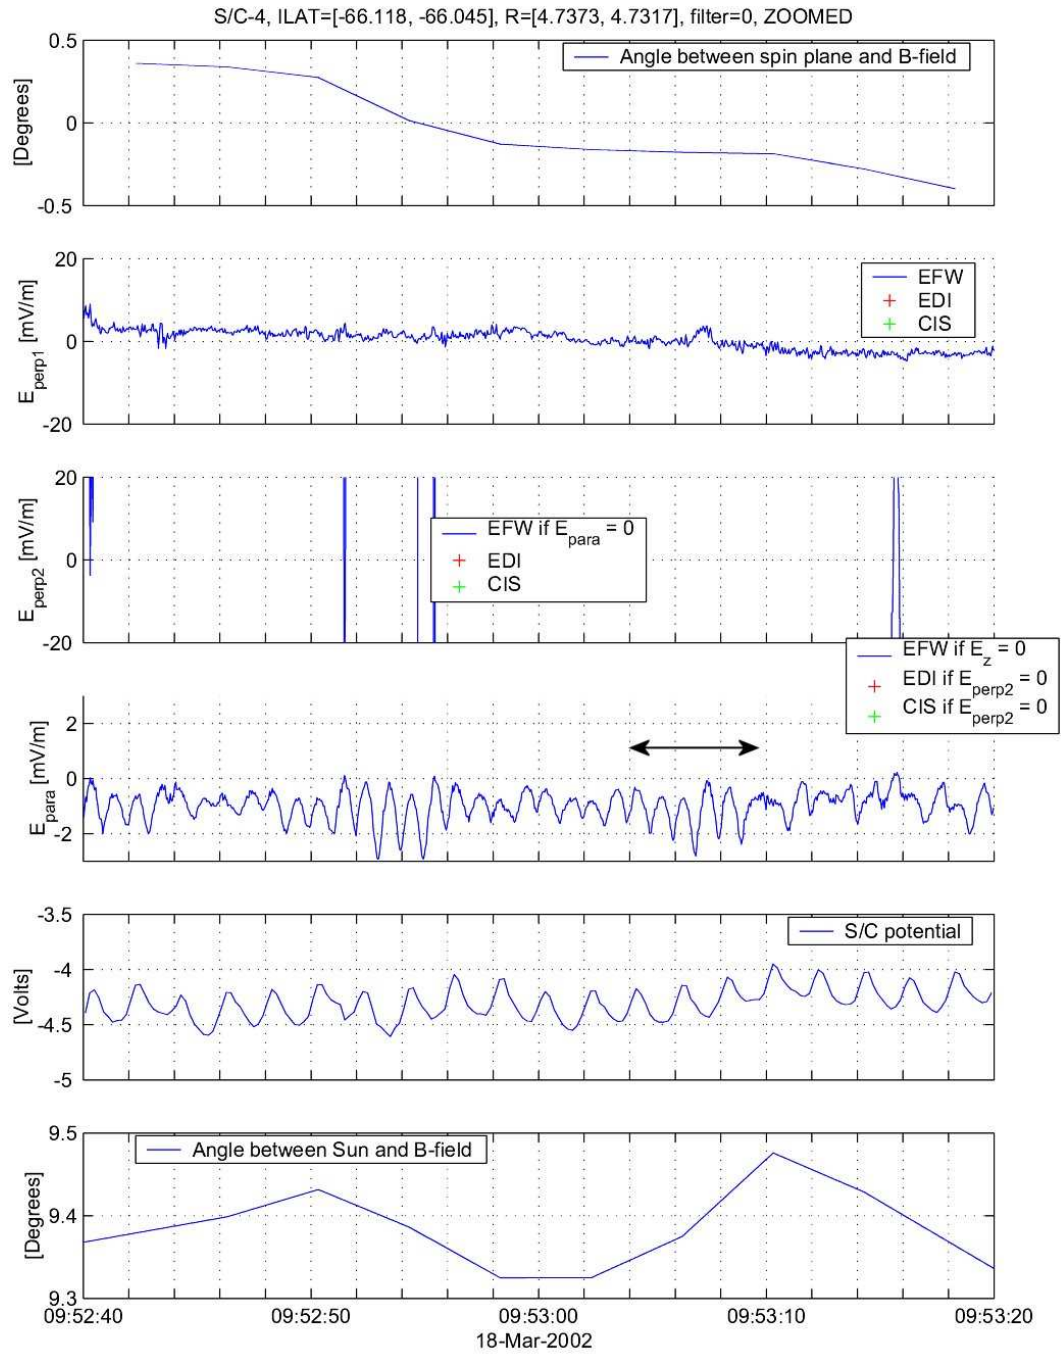 S/C-4, ILAT=[-66.118, -66.045], R=[4.7373, 4.7317], filter=0, ZOOMED
0.5
0
-0.5
[Degrees]
Angle between spin plane and B-field
20
0
-20
E_perp1 [mV/m]
EFW
EDI
CIS
20
0
-20
E_perp2 [mV/m]
EFW if E_para = 0
EDI
CIS
EFW if E_z = 0
EDI if E_perp2 = 0
CIS if E_perp2 = 0
2
0
-2
E_para [mV/m]
-3.5
-4
-4.5
-5
[Volts]
S/C potential
9.5
9.4
9.3
[Degrees]
Angle between Sun and B-field
09:52:40 09:52:50 09:53:00 09:53:10 09:53:20
18-Mar-2002